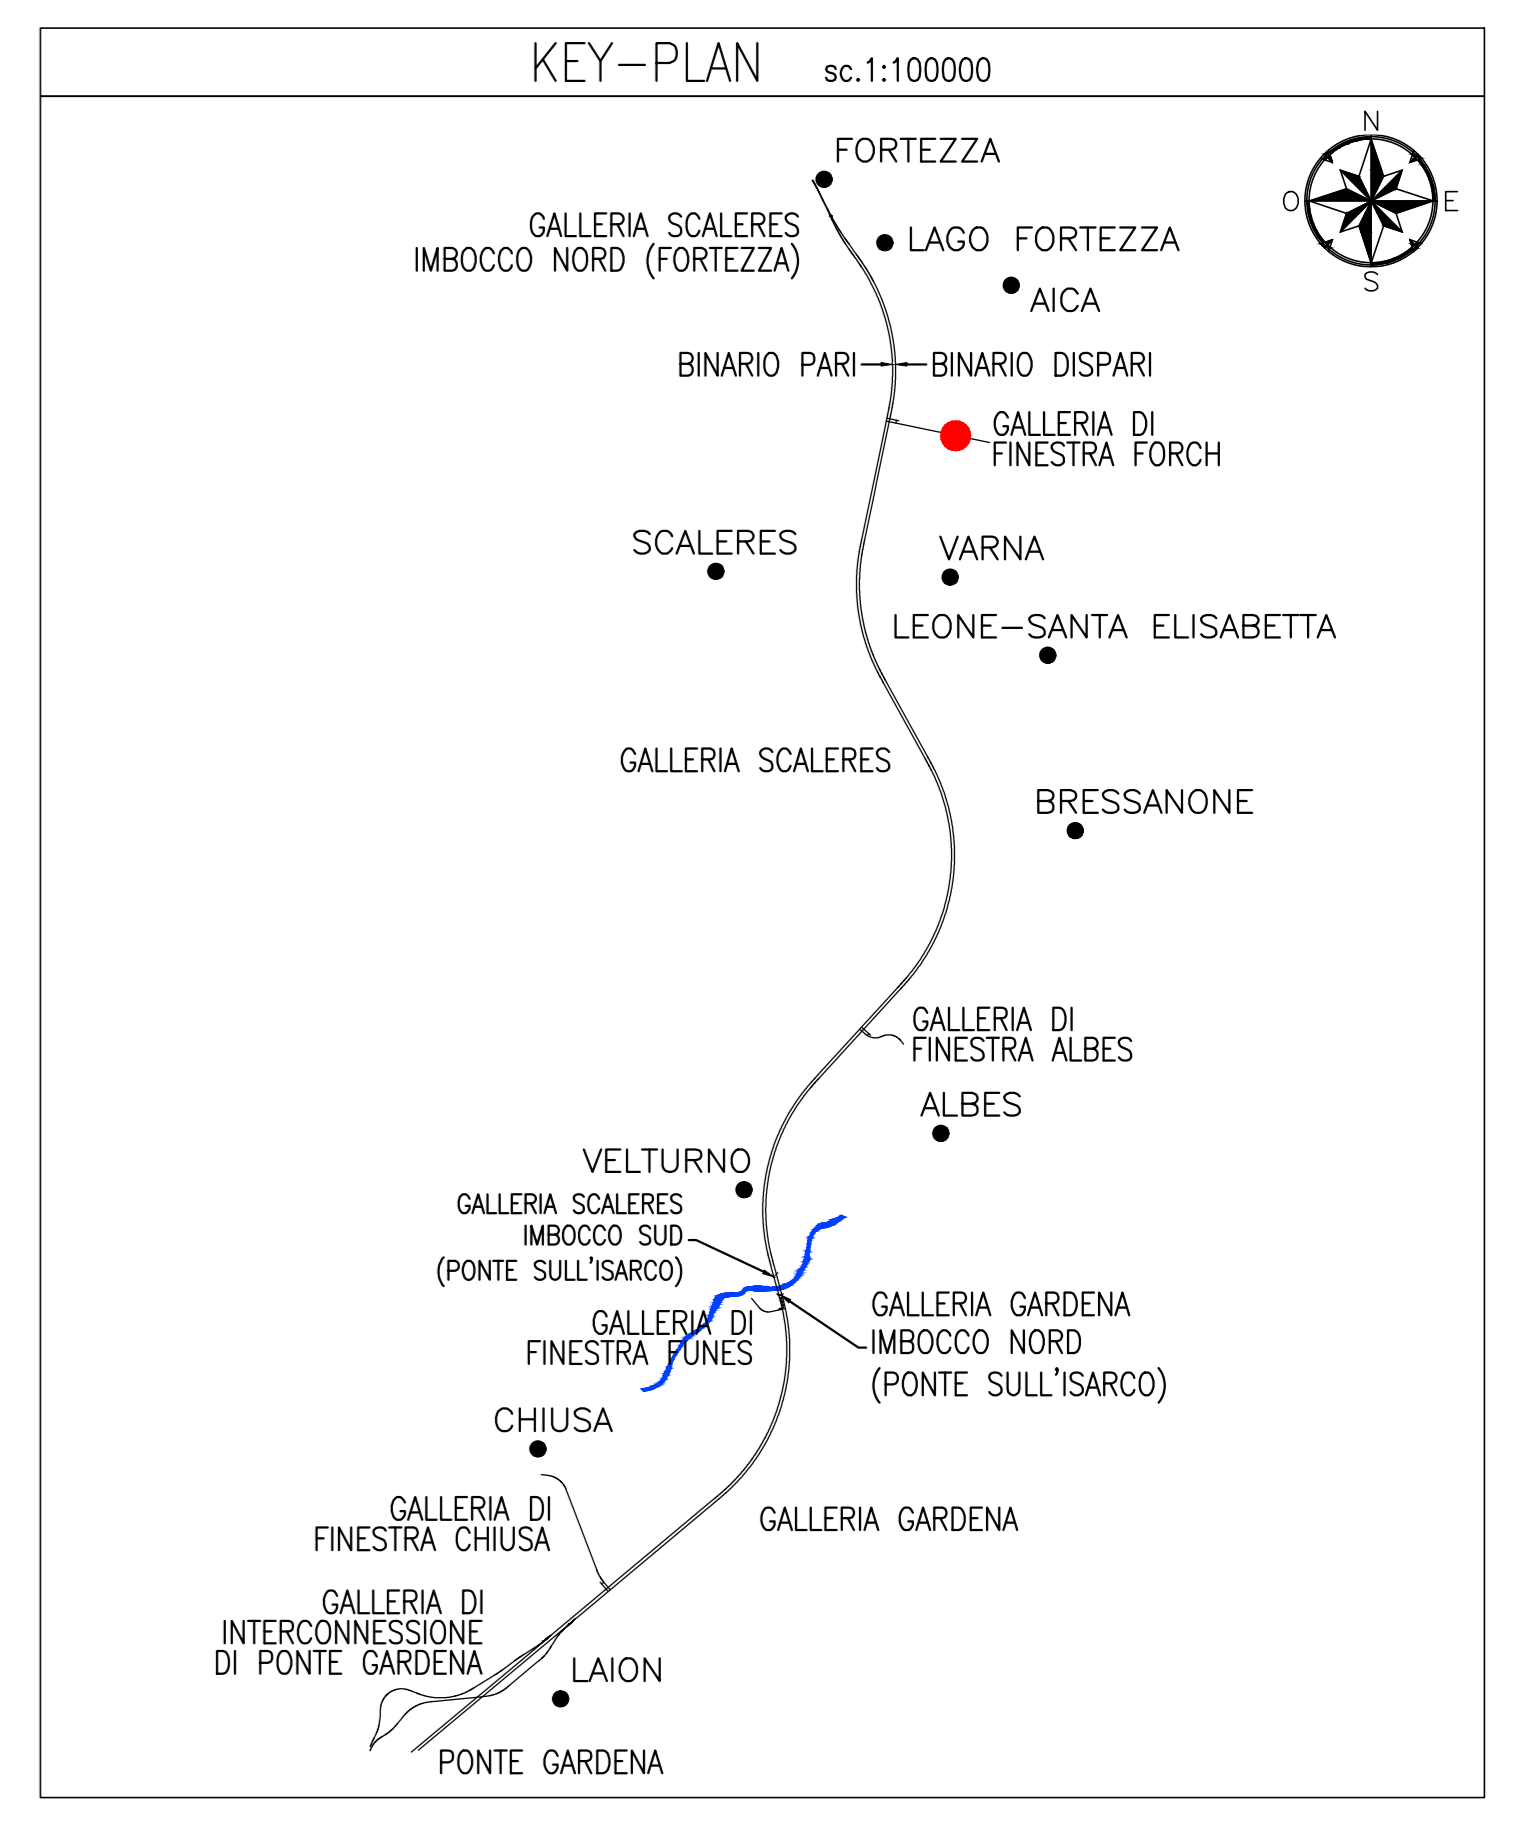 KEY-PLAN sc.1:100000
N
O
E
S
FORTEZZA
GALLERIA SCALERES
IMBOCCO NORD (FORTEZZA)
LAGO FORTEZZA
AICA
BINARIO PARI
BINARIO DISPARI
GALLERIA DI
FINESTRA FORCH
SCALERES
VARNA
LEONE-SANTA ELISABETTA
GALLERIA SCALERES
BRESSANONE
GALLERIA DI
FINESTRA ALBES
ALBES
VELTURNO
GALLERIA SCALERES
IMBOCCO SUD
(PONTE SULL'ISARCO)
GALLERIA DI
FINESTRA FUNES
GALLERIA GARDENA
IMBOCCO NORD
(PONTE SULL'ISARCO)
CHIUSA
GALLERIA DI
FINESTRA CHIUSA
GALLERIA GARDENA
GALLERIA DI
INTERCONNESSIONE
DI PONTE GARDENA
LAION
PONTE GARDENA